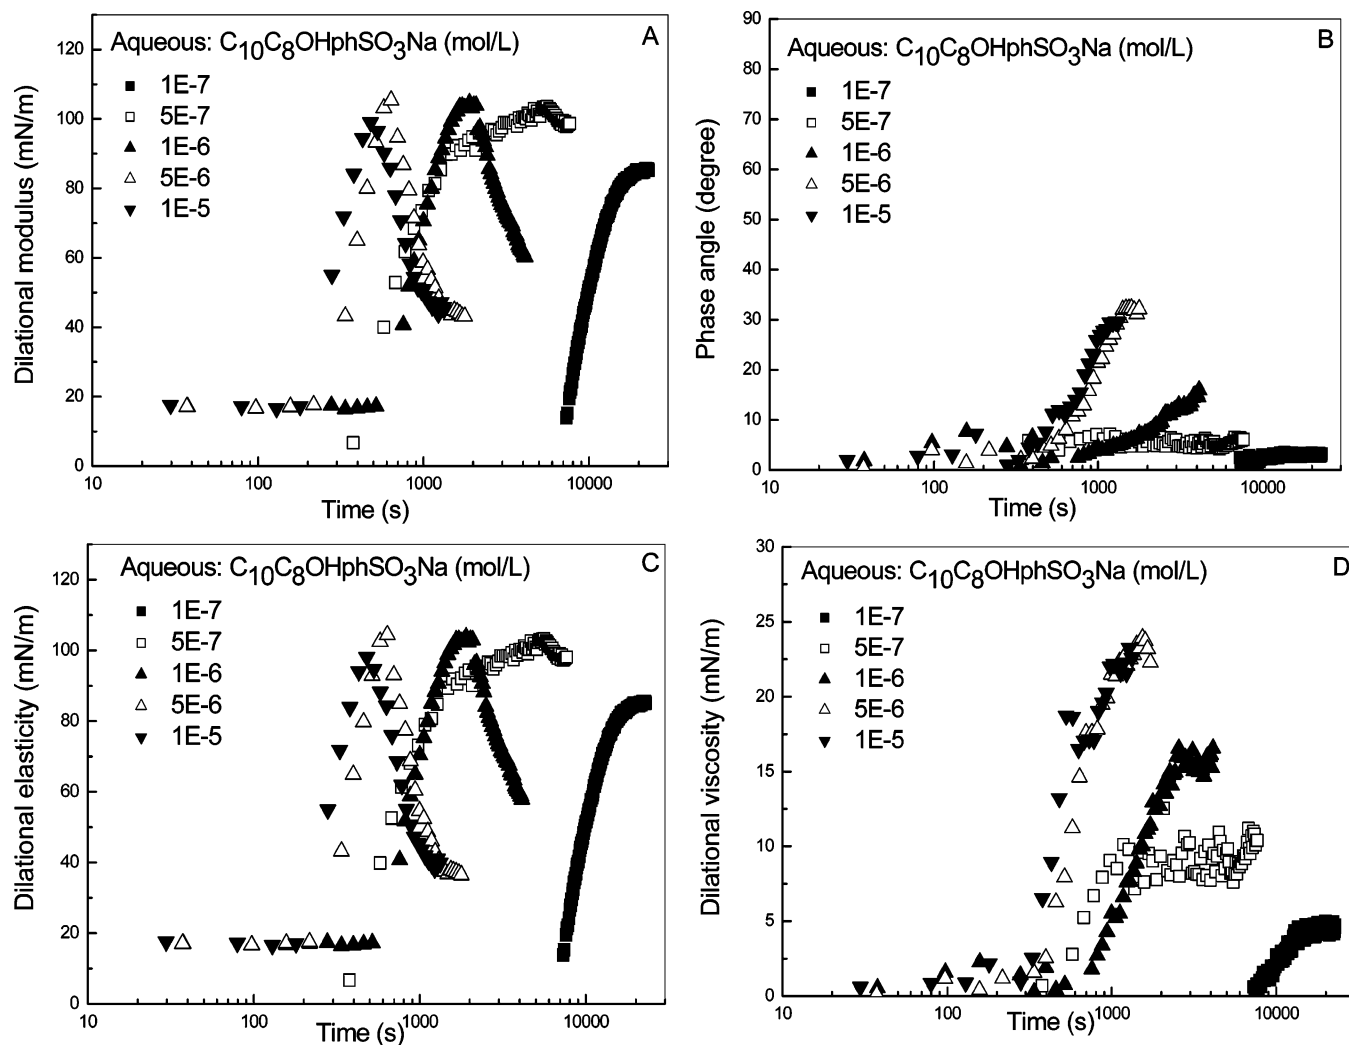 A
Aqueous: C10C8OHphSO3Na (mol/L)
1E-7
5E-7
1E-6
5E-6
1E-5
Dilational modulus (mN/m)
120
100
80
60
40
20
0
10
100
1000
10000
Time (s)
B
Aqueous: C10C8OHphSO3Na (mol/L)
1E-7
5E-7
1E-6
5E-6
1E-5
Phase angle (degree)
90
80
70
60
50
40
30
20
10
0
10
100
1000
10000
Time (s)
C
Aqueous: C10C8OHphSO3Na (mol/L)
1E-7
5E-7
1E-6
5E-6
1E-5
Dilational elasticity (mN/m)
120
100
80
60
40
20
0
10
100
1000
10000
Time (s)
D
Aqueous: C10C8OHphSO3Na (mol/L)
1E-7
5E-7
1E-6
5E-6
1E-5
Dilational viscosity (mN/m)
30
25
20
15
10
5
0
10
100
1000
10000
Time (s)